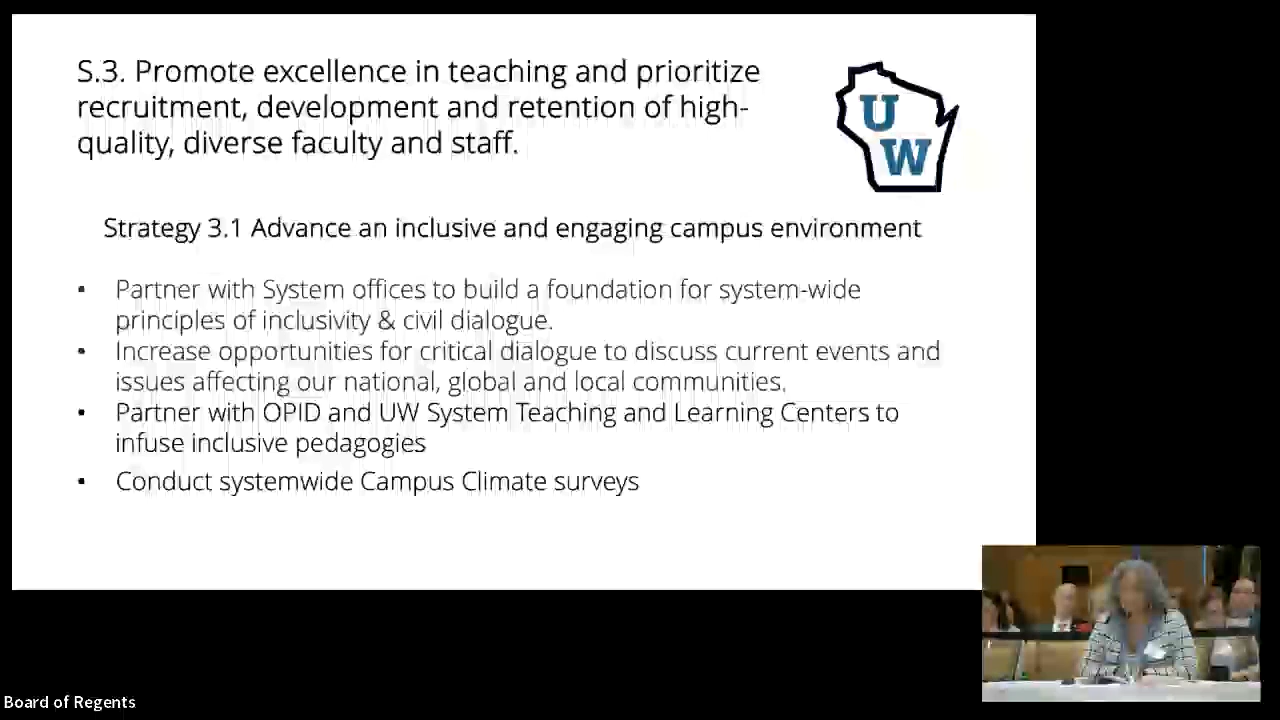 S.3. Promote excellence in teaching and prioritize
recruitment, development and retention of high-
quality, diverse faculty and staff.
U
W
Strategy 3.1 Advance an inclusive and engaging campus environment
▪ Partner with System offices to build a foundation for system-wide
principles of inclusivity & civil dialogue.
▪ Increase opportunities for critical dialogue to discuss current events and
issues affecting our national, global and local communities.
▪ Partner with OPID and UW System Teaching and Learning Centers to
infuse inclusive pedagogies
▪ Conduct systemwide Campus Climate surveys
Board of Regents